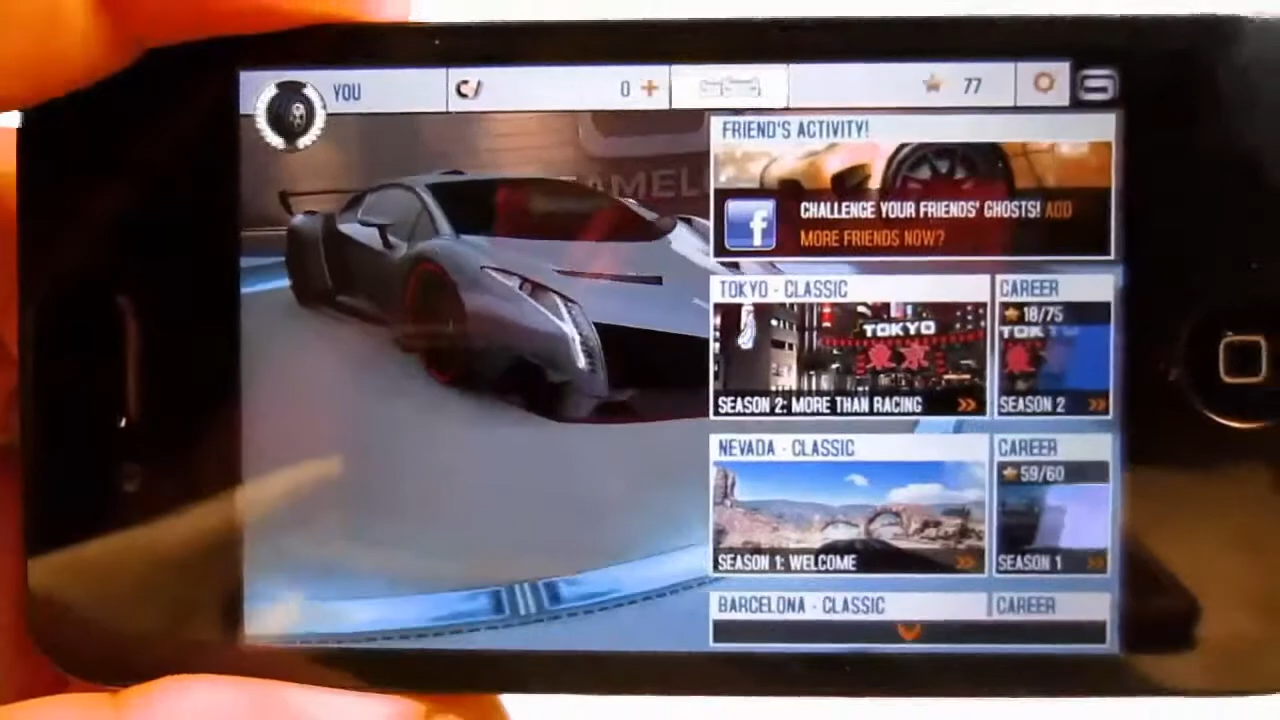 YOU
0
77
FRIEND'S ACTIVITY!
CHALLENGE YOUR FRIENDS' GHOSTS! ADD
MORE FRIENDS NOW?
f
TOKYO - CLASSIC
CAREER
18/75
TOKYO
東京
SEASON 2: MORE THAN RACING
SEASON 2
NEVADA - CLASSIC
CAREER
59/60
SEASON 1: WELCOME
SEASON 1
BARCELONA - CLASSIC
CAREER